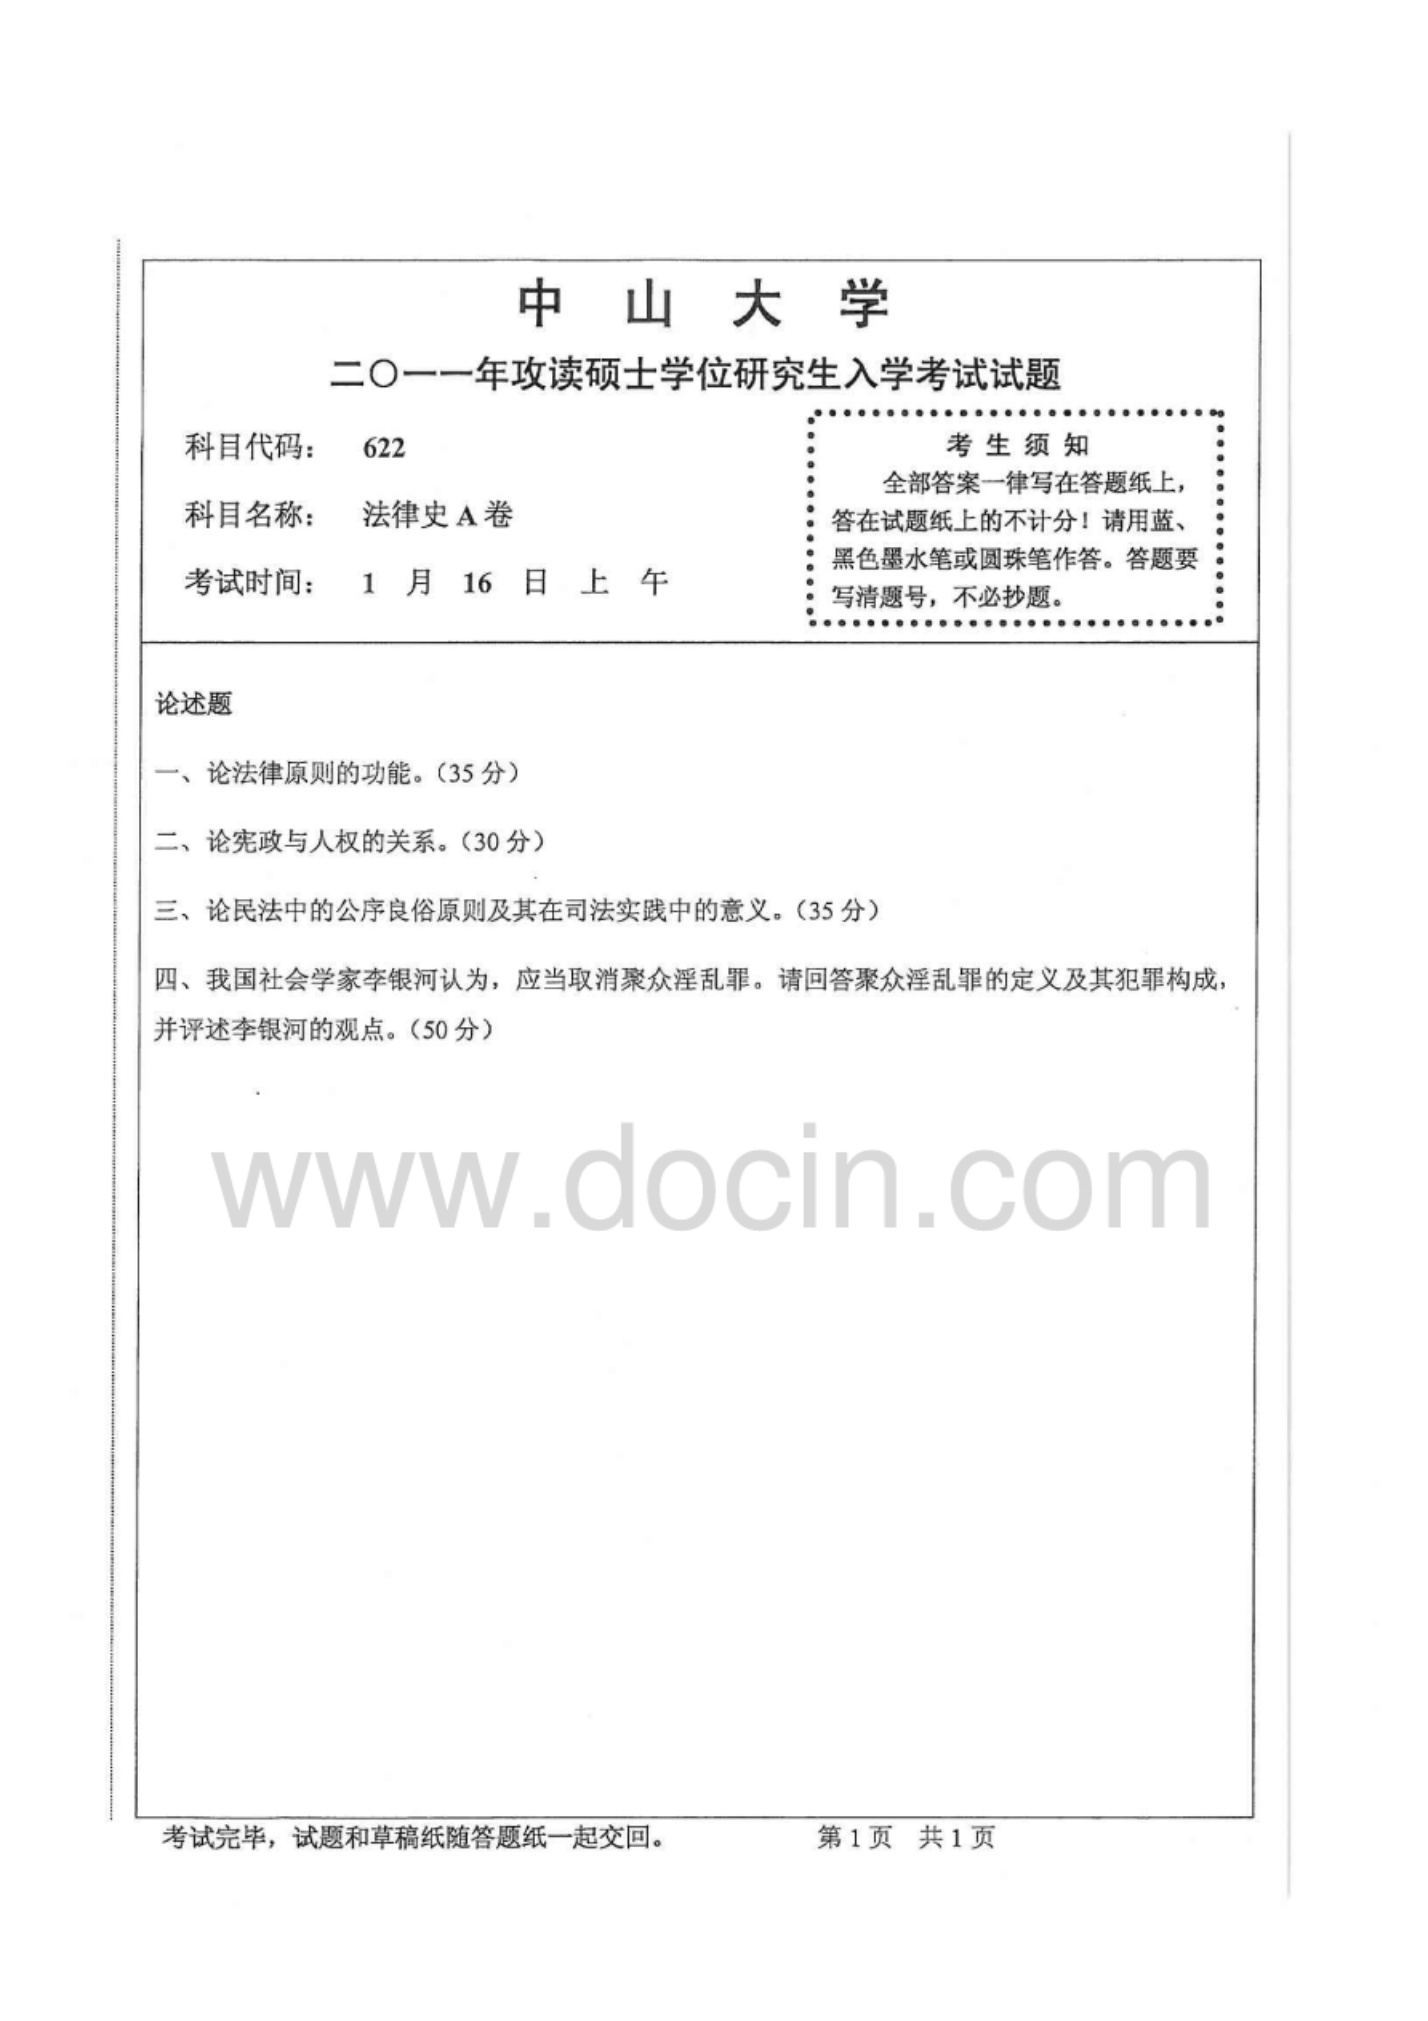 中山大学
二〇一一年攻读硕士学位研究生入学考试试题
科目代码： 622
科目名称： 法律史A卷
考试时间： 1 月 16 日 上 午
考 生 须 知
全部答案一律写在答题纸上，
答在试题纸上的不计分！请用蓝、
黑色墨水笔或圆珠笔作答。答题要
写清题号，不必抄题。
论述题
一、论法律原则的功能。（35 分）
二、论宪政与人权的关系。（30 分）
三、论民法中的公序良俗原则及其在司法实践中的意义。（35 分）
四、我国社会学家李银河认为，应当取消聚众淫乱罪。请回答聚众淫乱罪的定义及其犯罪构成，
并评述李银河的观点。（50 分）
www.docin.com
考试完毕，试题和草稿纸随答题纸一起交回。 第 1 页 共 1 页